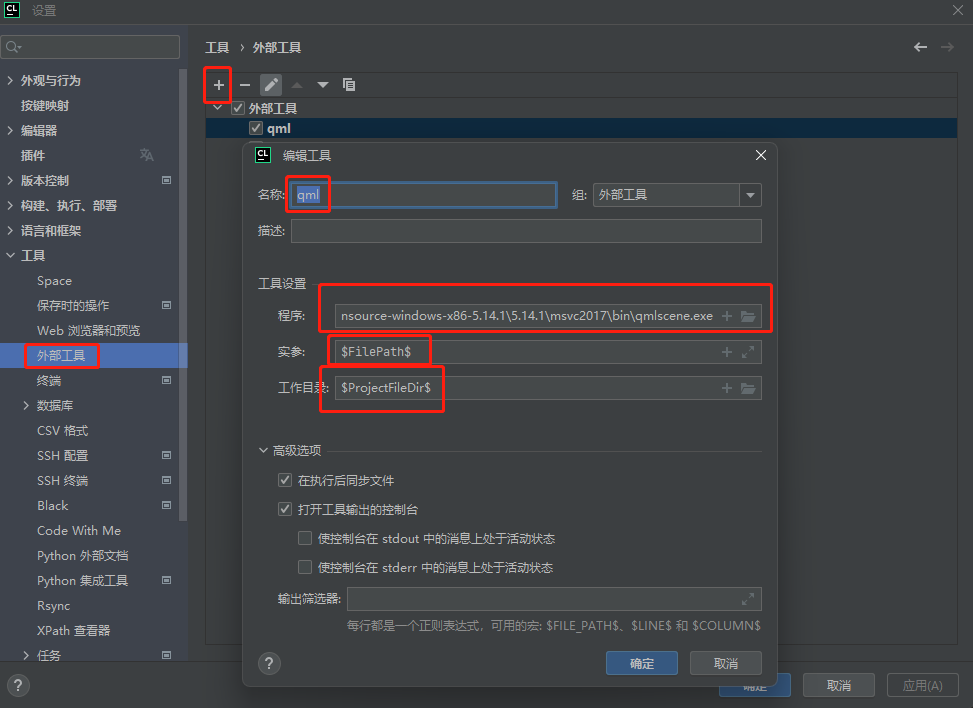 CL 设置
工具 › 外部工具
外观与行为
按键映射
编辑器
插件
版本控制
构建、执行、部署
语言和框架
工具
Space
保存时的操作
Web 浏览器和预览
外部工具
终端
数据库
CSV 格式
SSH 配置
SSH 终端
Black
Code With Me
Python 外部文档
Python 集成工具
Rsync
XPath 查看器
任务
外部工具
qml
CL 编辑工具
名称: qml 组: 外部工具
描述:
工具设置
程序: nsource-windows-x86-5.14.1\5.14.1\msvc2017\bin\qmlscene.exe
实参: $FilePath$
工作目录: $ProjectFileDir$
高级选项
在执行后同步文件
打开工具输出的控制台
使控制台在 stdout 中的消息上处于活动状态
使控制台在 stderr 中的消息上处于活动状态
输出筛选器:
每行都是一个正则表达式，可用的宏: $FILE_PATH$、$LINE$ 和 $COLUMN$
? 确定 取消
? 确定 取消 应用(A)